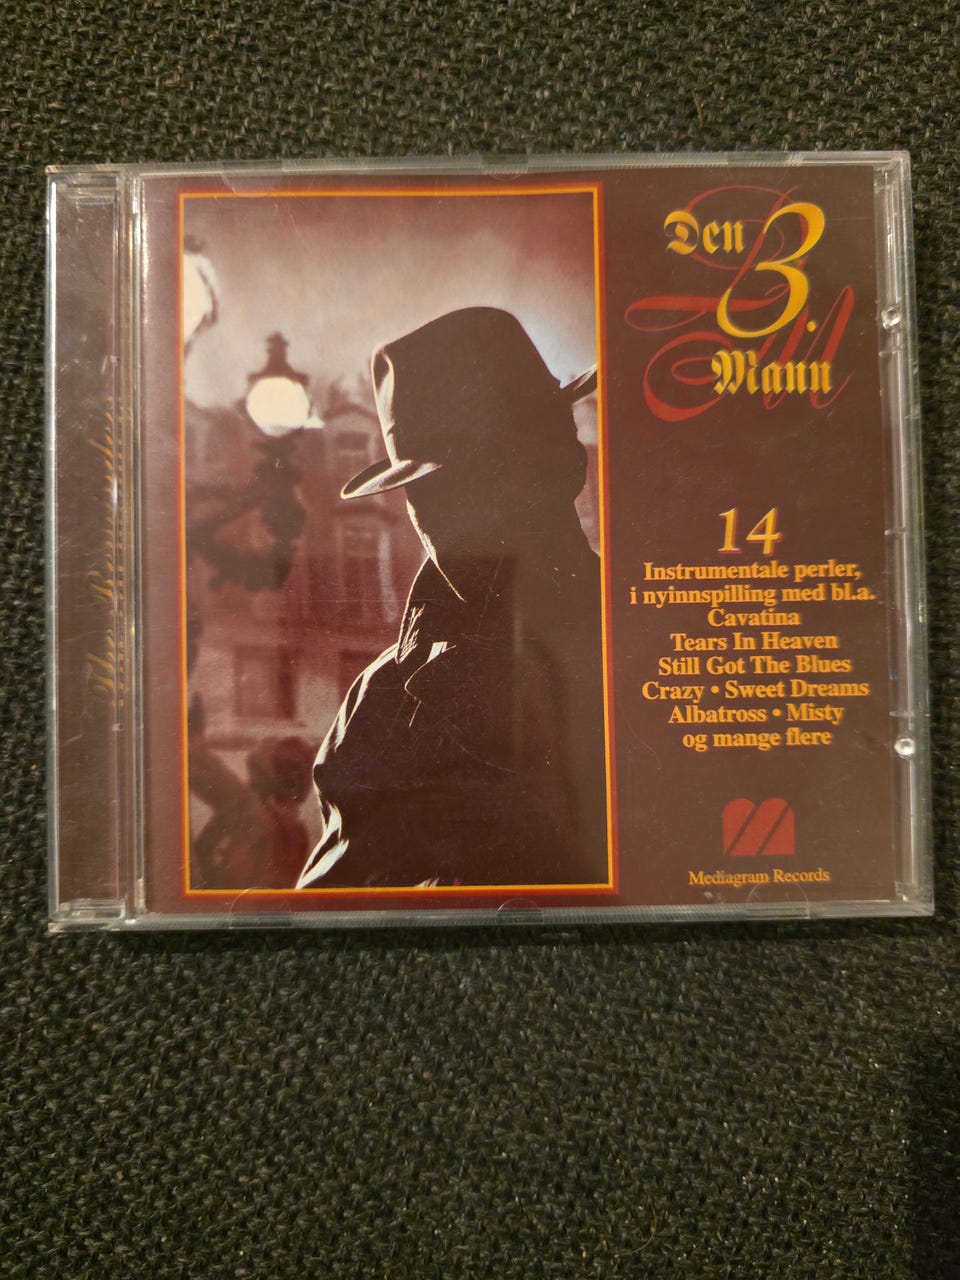 Den
3.
Mann
14
Instrumentale perler,
i nyinnspilling med bl.a.
Cavatina
Tears In Heaven
Still Got The Blues
Crazy • Sweet Dreams
Albatross • Misty
og mange flere
Mediagram Records